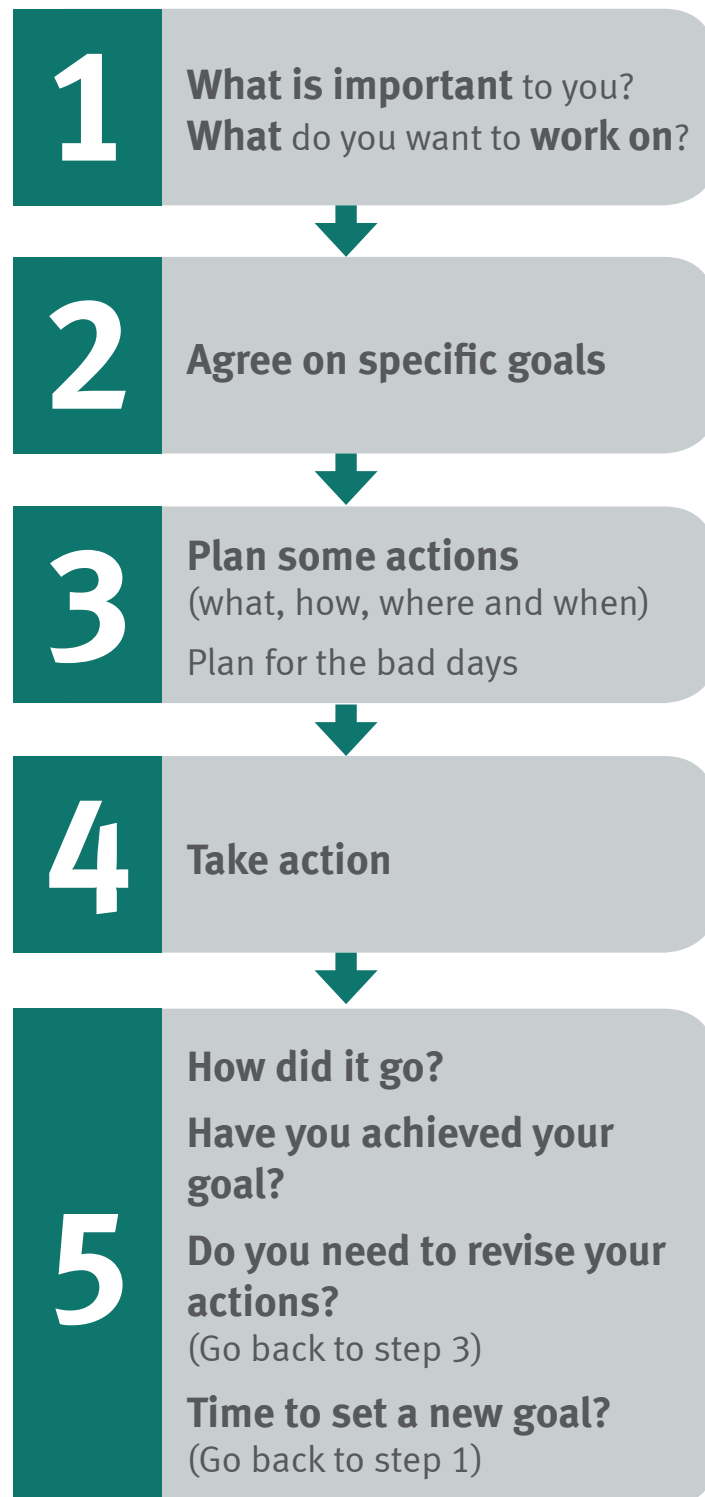 1
What is important to you?
What do you want to work on?
2
Agree on specific goals
3
Plan some actions
(what, how, where and when)
Plan for the bad days
4
Take action
5
How did it go?
Have you achieved your
goal?
Do you need to revise your
actions?
(Go back to step 3)
Time to set a new goal?
(Go back to step 1)